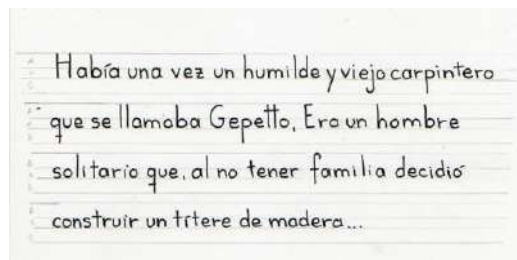 Había una vez un humilde y viejo carpintero
que se llamaba Gepetto. Era un hombre
solitario que, al no tener familia decidió
construir un títere de madera...